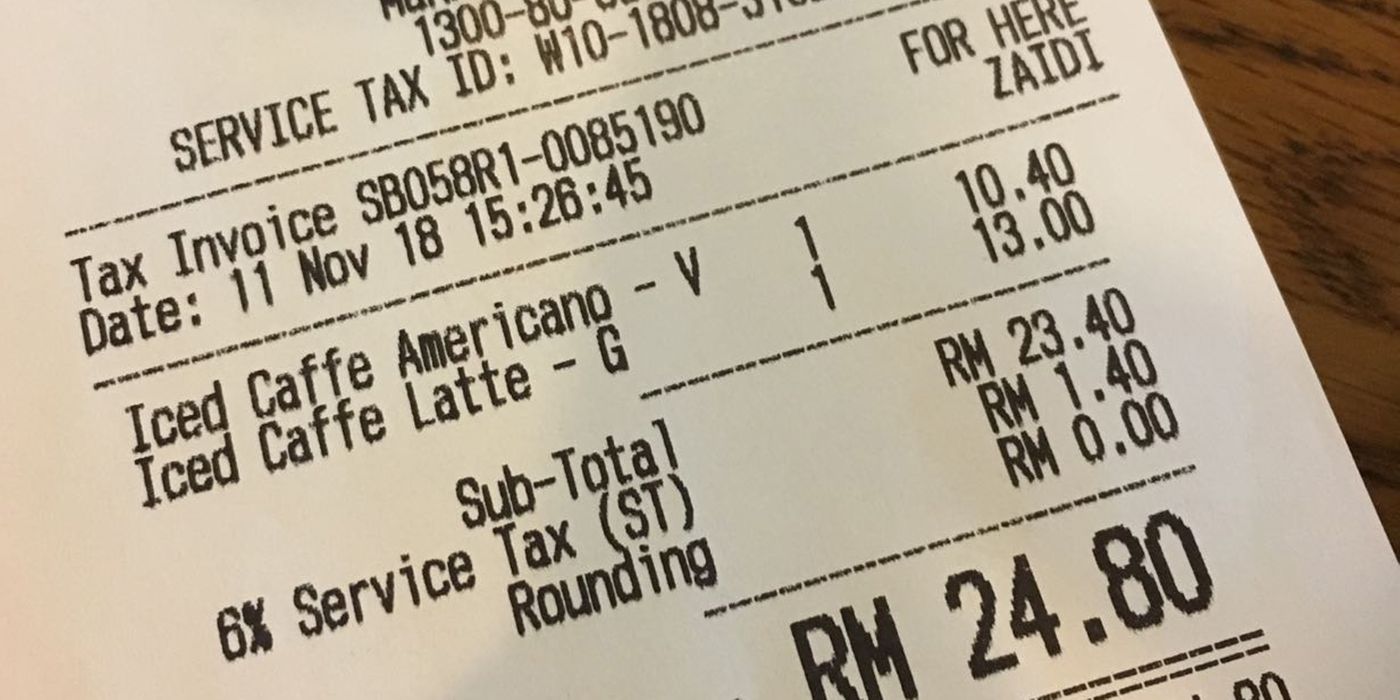 1300-80-
SERVICE TAX ID: W10-1808-
FOR HERE
ZAIDI
Tax Invoice SB058R1-0085190
Date: 11 Nov 18 15:26:45
Iced Caffe Americano - V 1 10.40
Iced Caffe Latte - G 1 13.00
Sub-Total RM 23.40
6% Service Tax (ST) RM 1.40
Rounding RM 0.00
RM 24.80